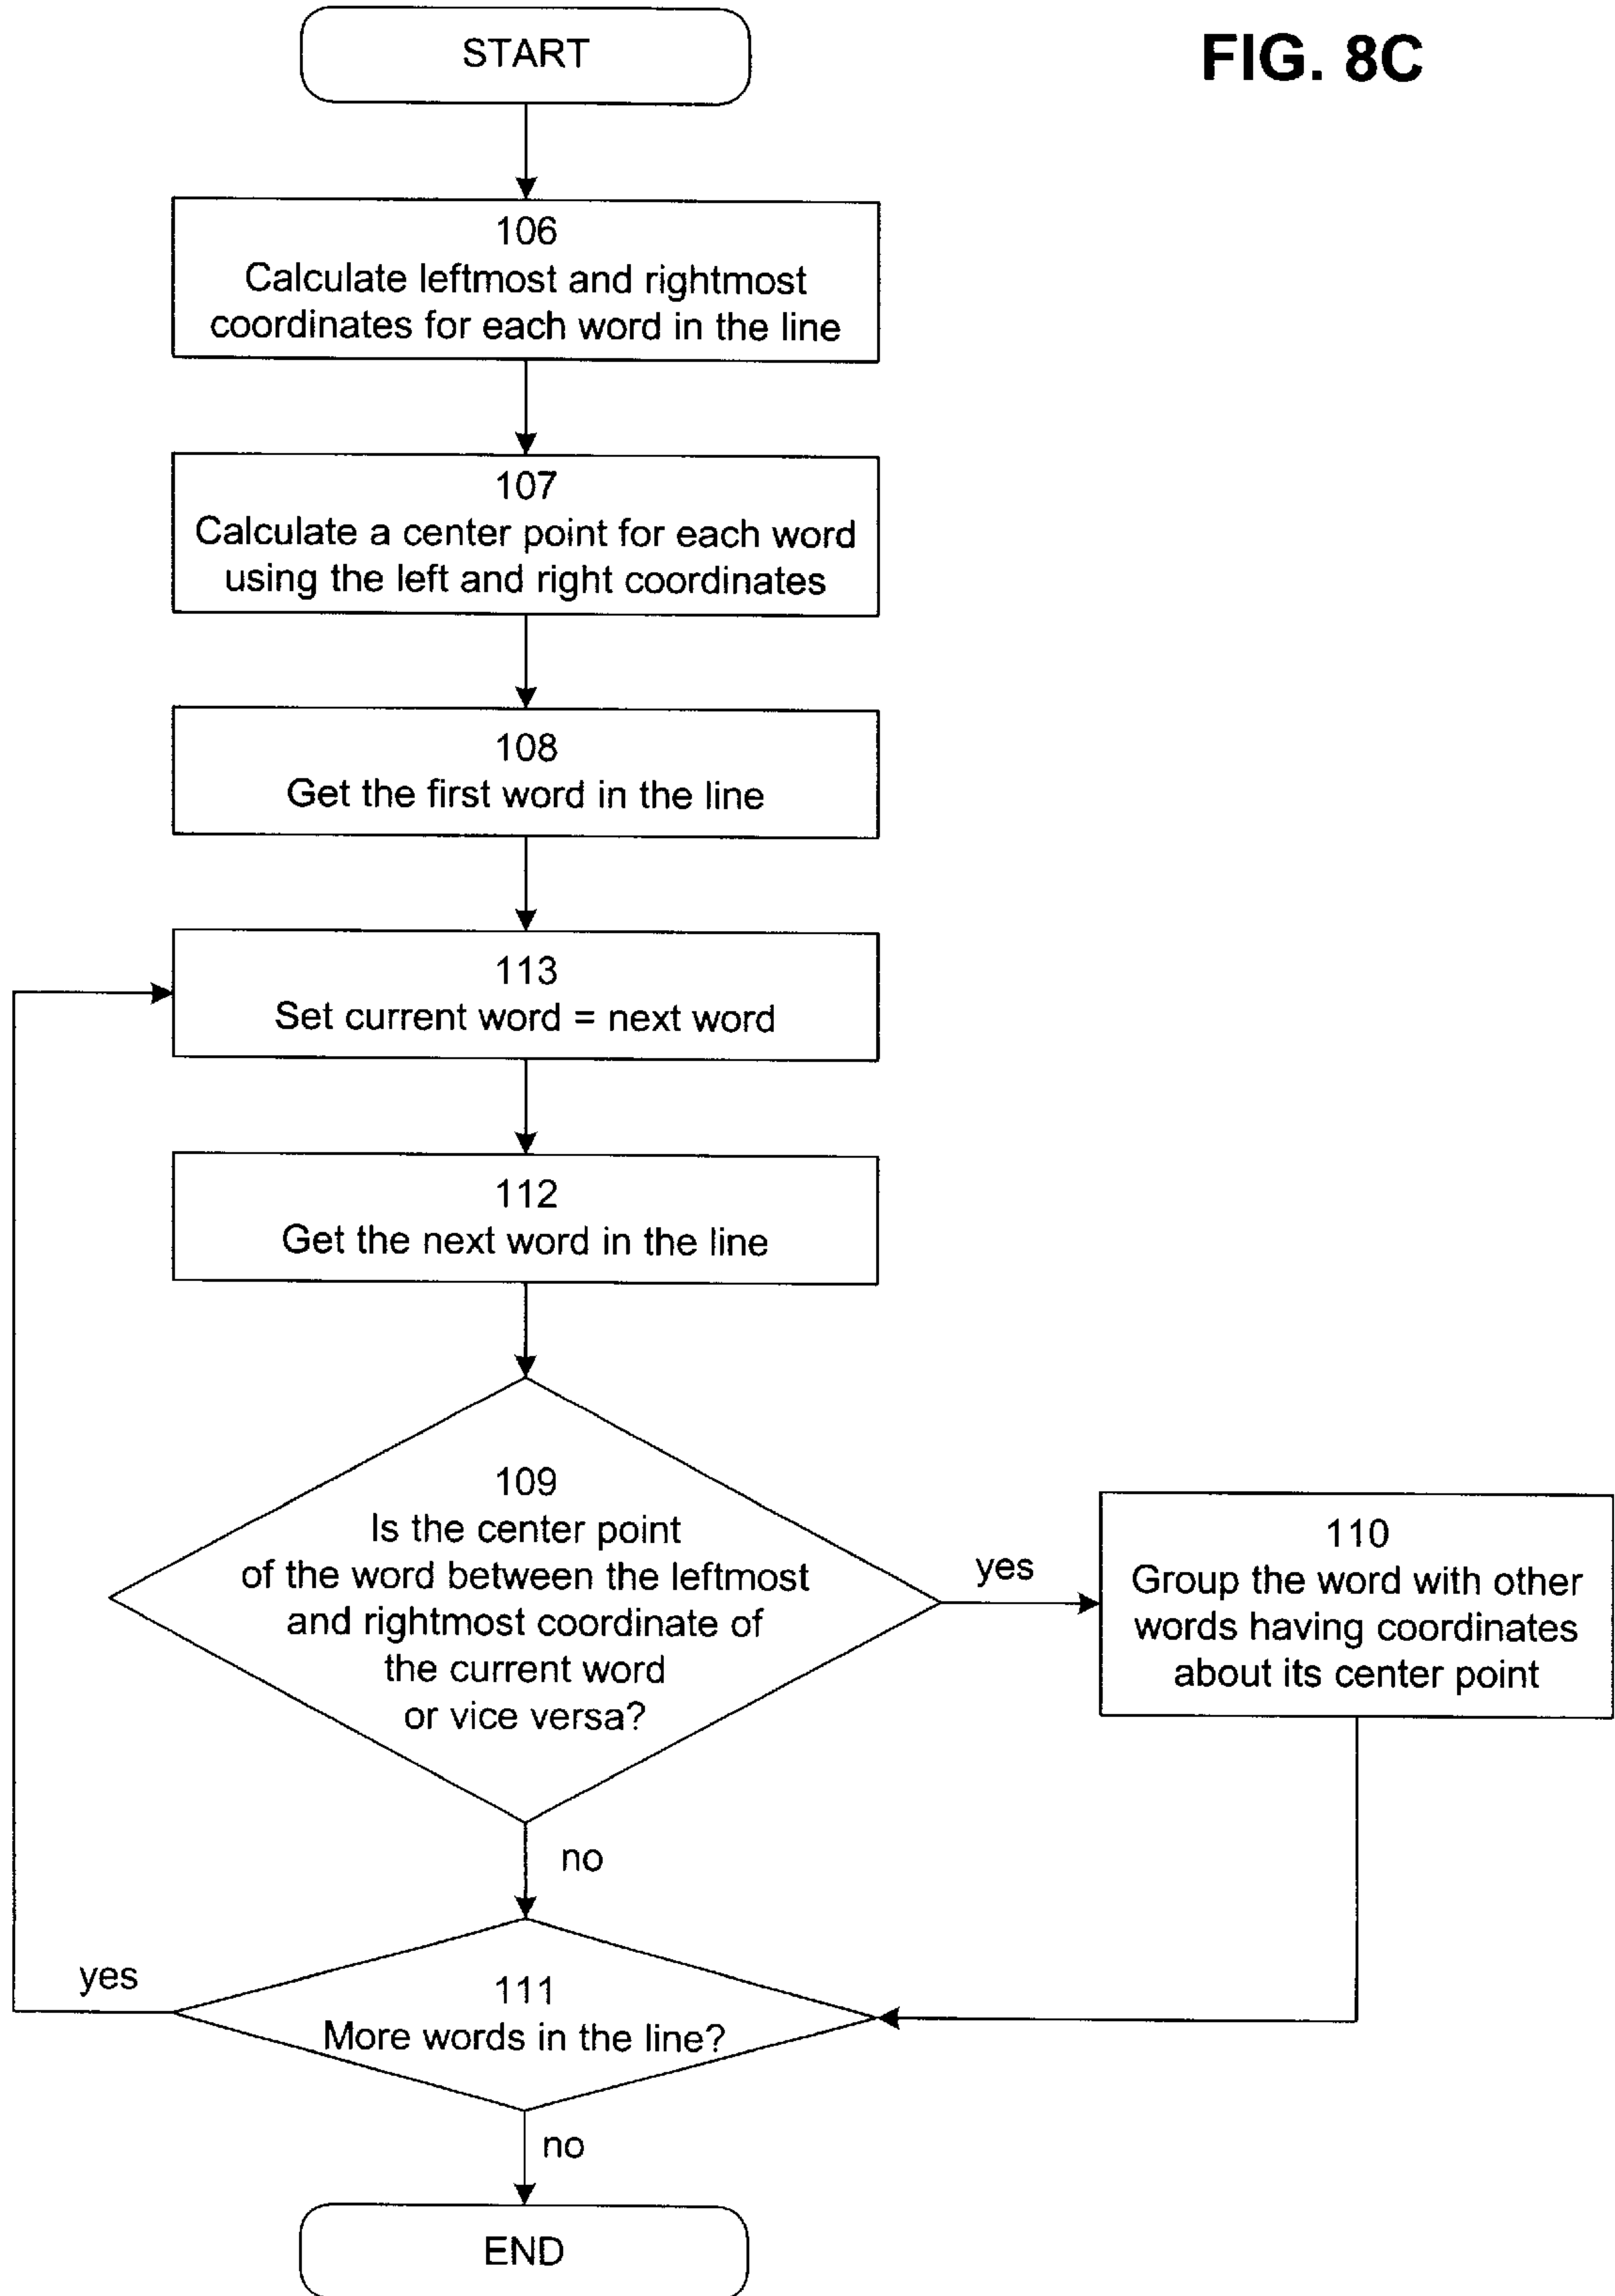 START
FIG. 8C
106
Calculate leftmost and rightmost
coordinates for each word in the line
107
Calculate a center point for each word
using the left and right coordinates
108
Get the first word in the line
113
Set current word = next word
112
Get the next word in the line
109
Is the center point
of the word between the leftmost
and rightmost coordinate of
the current word
or vice versa?
yes
110
Group the word with other
words having coordinates
about its center point
no
yes
111
More words in the line?
no
END